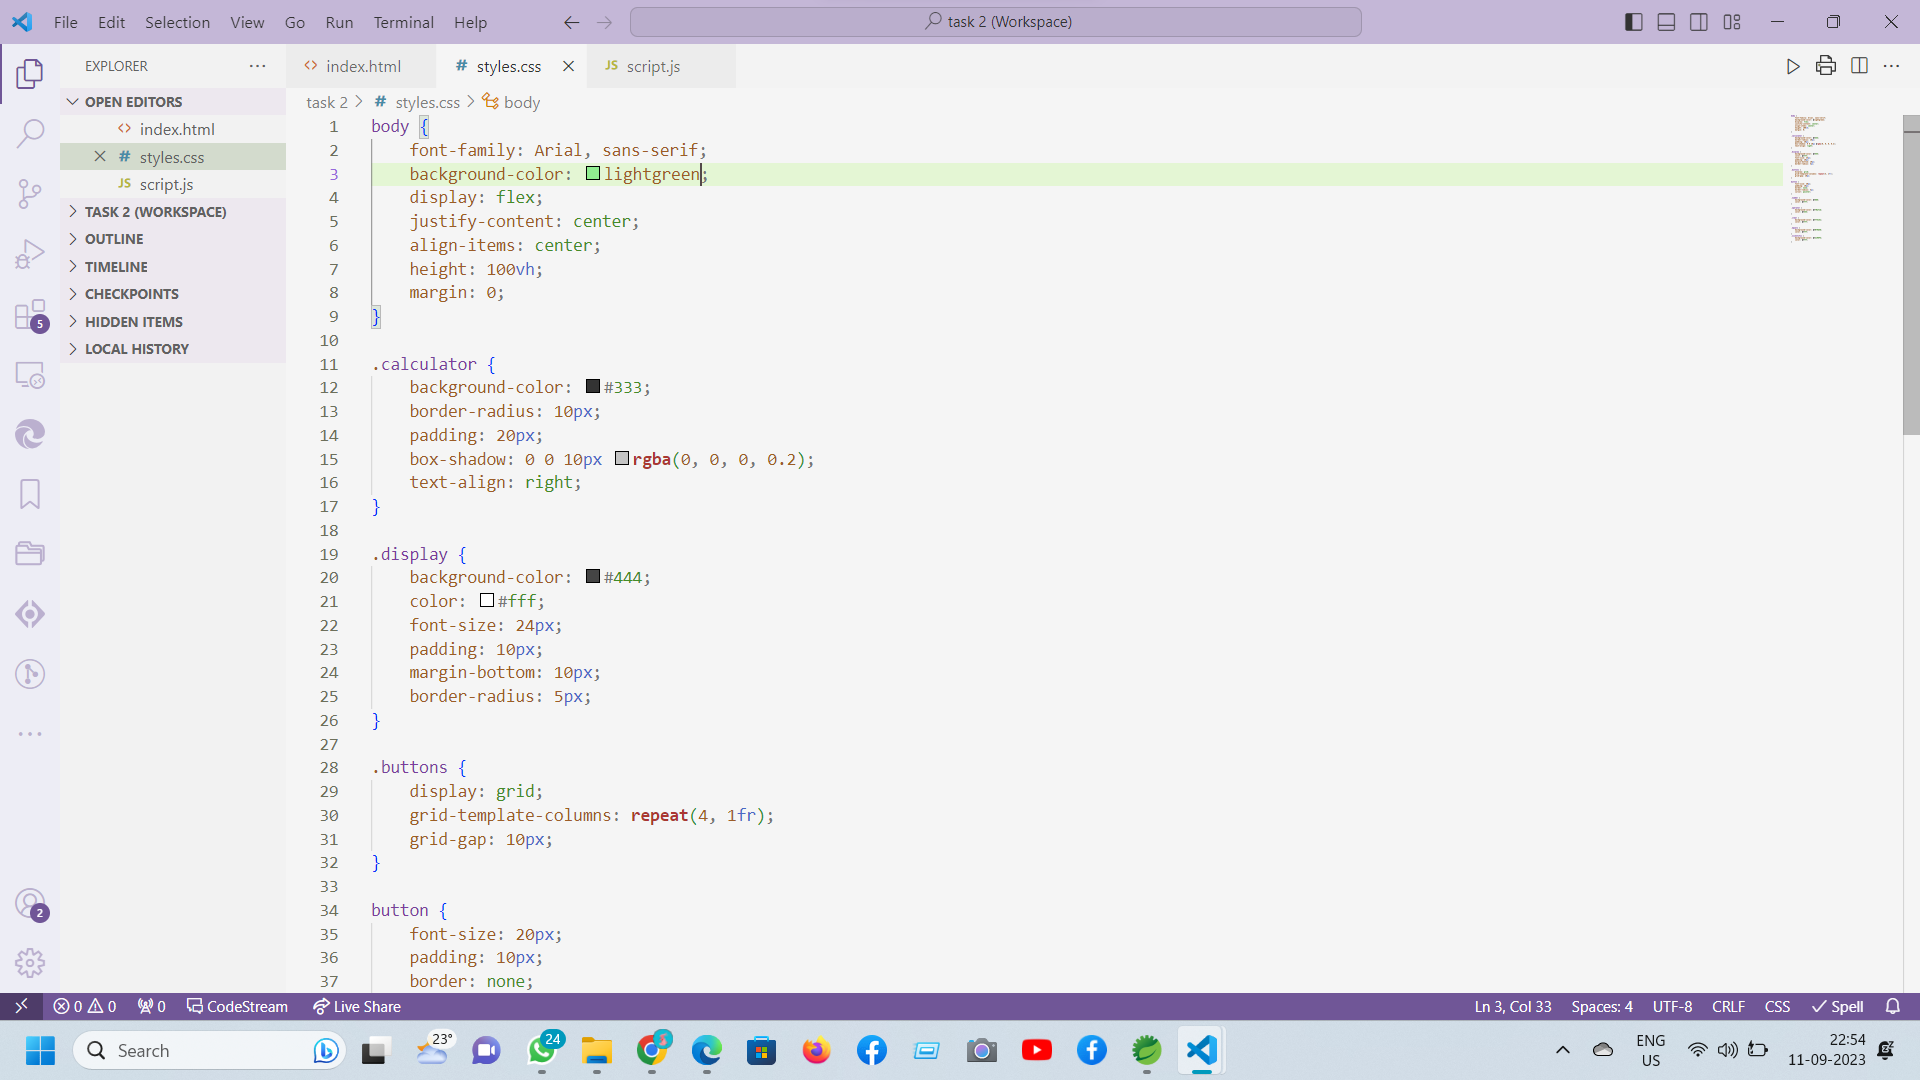 File Edit Selection View Go Run Terminal Help
task 2 (Workspace)
EXPLORER
OPEN EDITORS
<> index.html
# styles.css
JS script.js
TASK 2 (WORKSPACE)
OUTLINE
TIMELINE
CHECKPOINTS
HIDDEN ITEMS
LOCAL HISTORY
5
2
<> index.html # styles.css JS script.js
task 2 > # styles.css > body
1 body {
2 font-family: Arial, sans-serif;
3 background-color: lightgreen;
4 display: flex;
5 justify-content: center;
6 align-items: center;
7 height: 100vh;
8 margin: 0;
9 }
10
11 .calculator {
12 background-color: #333;
13 border-radius: 10px;
14 padding: 20px;
15 box-shadow: 0 0 10px rgba(0, 0, 0, 0.2);
16 text-align: right;
17 }
18
19 .display {
20 background-color: #444;
21 color: #fff;
22 font-size: 24px;
23 padding: 10px;
24 margin-bottom: 10px;
25 border-radius: 5px;
26 }
27
28 .buttons {
29 display: grid;
30 grid-template-columns: repeat(4, 1fr);
31 grid-gap: 10px;
32 }
33
34 button {
35 font-size: 20px;
36 padding: 10px;
37 border: none;
0 0 0 CodeStream Live Share
Ln 3, Col 33 Spaces: 4 UTF-8 CRLF CSS Spell
Search
23°
24
ENG
US
22:54
11-09-2023